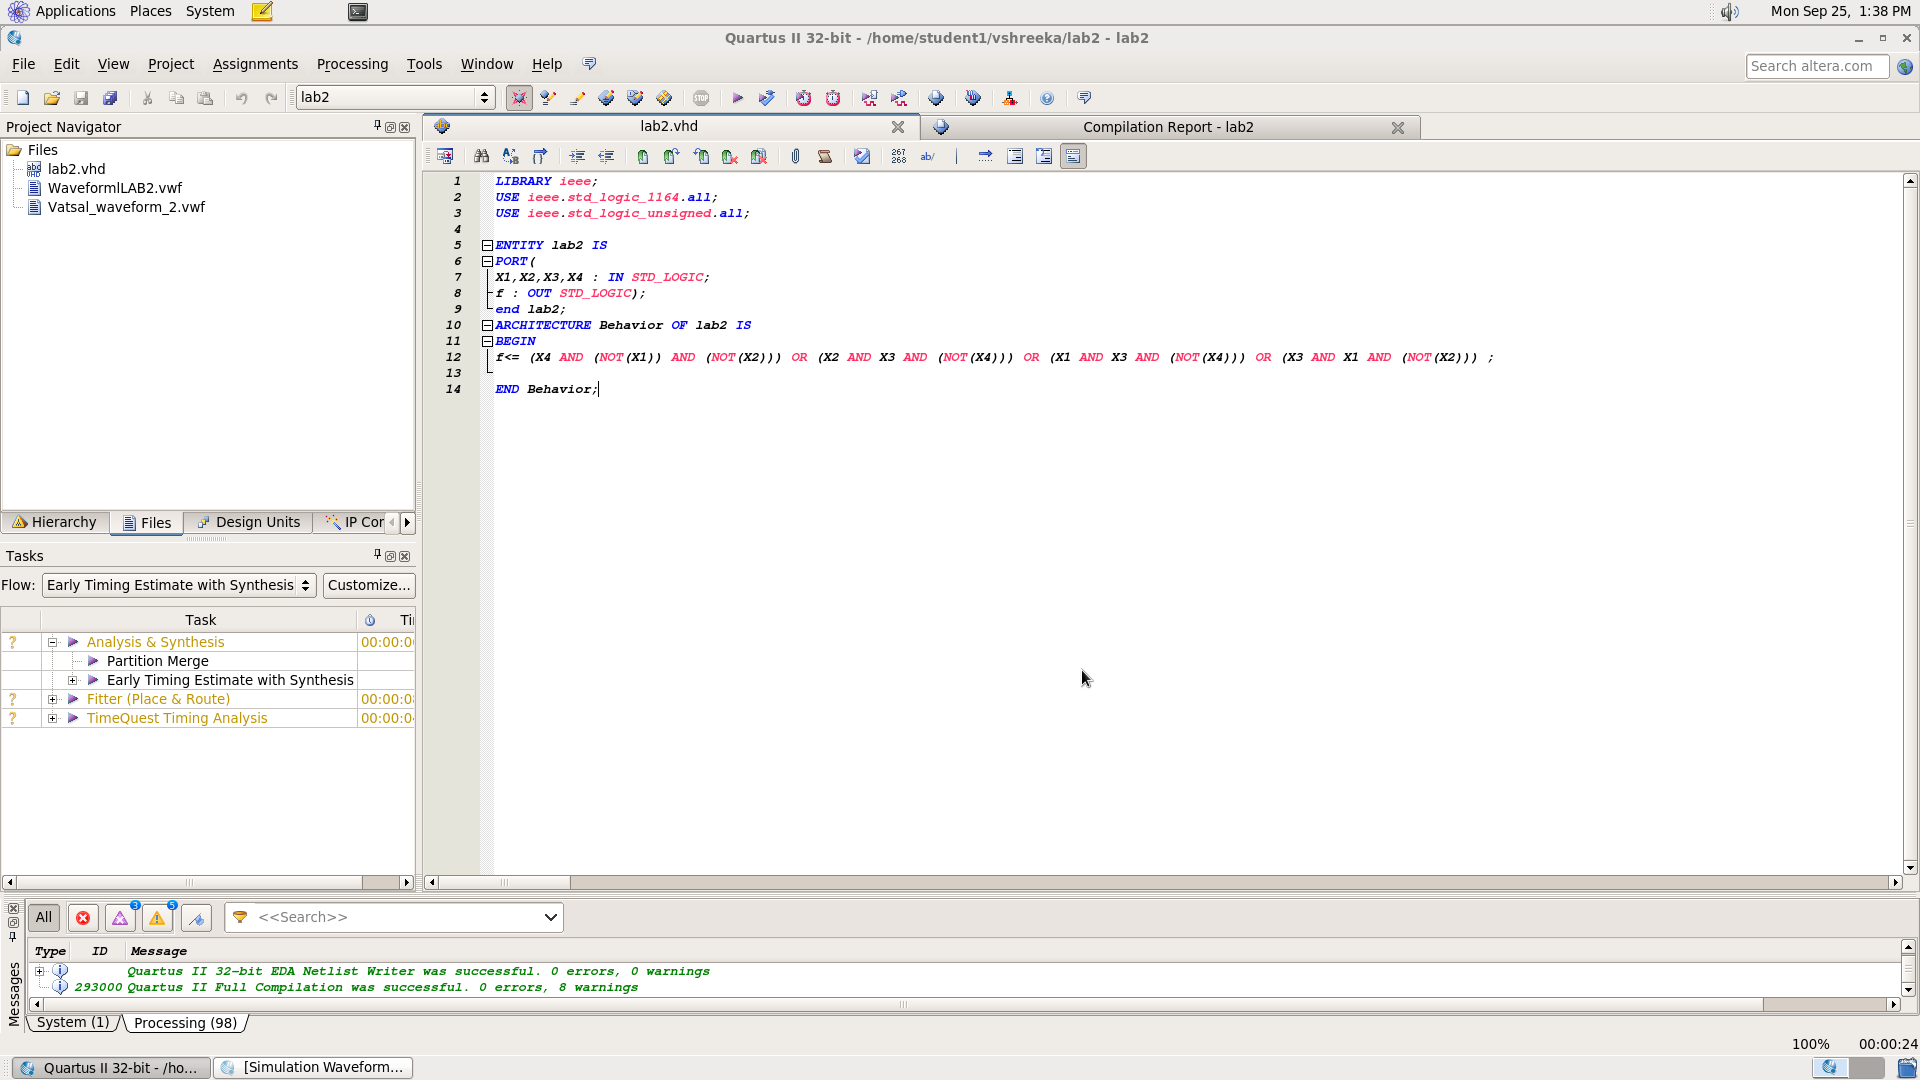 Applications Places System Mon Sep 25, 1:38 PM
Quartus II 32-bit - /home/student1/vshreeka/lab2 - lab2
File Edit View Project Assignments Processing Tools Window Help Search altera.com
lab2
Project Navigator
Files
lab2.vhd
WaveformlLAB2.vwf
Vatsal_waveform_2.vwf
Hierarchy Files Design Units IP Cor
Tasks
Flow: Early Timing Estimate with Synthesis Customize...
Task Ti
Analysis & Synthesis 00:00:0
Partition Merge
Early Timing Estimate with Synthesis
Fitter (Place & Route) 00:00:0
TimeQuest Timing Analysis 00:00:0
lab2.vhd Compilation Report - lab2
267
268 ab/
1 LIBRARY ieee;
2 USE ieee.std_logic_1164.all;
3 USE ieee.std_logic_unsigned.all;
4
5 ENTITY lab2 IS
6 PORT(
7 X1,X2,X3,X4 : IN STD_LOGIC;
8 f : OUT STD_LOGIC);
9 end lab2;
10 ARCHITECTURE Behavior OF lab2 IS
11 BEGIN
12 f<= (X4 AND (NOT(X1)) AND (NOT(X2))) OR (X2 AND X3 AND (NOT(X4))) OR (X1 AND X3 AND (NOT(X4))) OR (X3 AND X1 AND (NOT(X2))) ;
13
14 END Behavior;
Messages
All 3 5 <<Search>>
Type ID Message
Quartus II 32-bit EDA Netlist Writer was successful. 0 errors, 0 warnings
293000 Quartus II Full Compilation was successful. 0 errors, 8 warnings
System (1) Processing (98)
100% 00:00:24
Quartus II 32-bit - /ho... [Simulation Waveform...